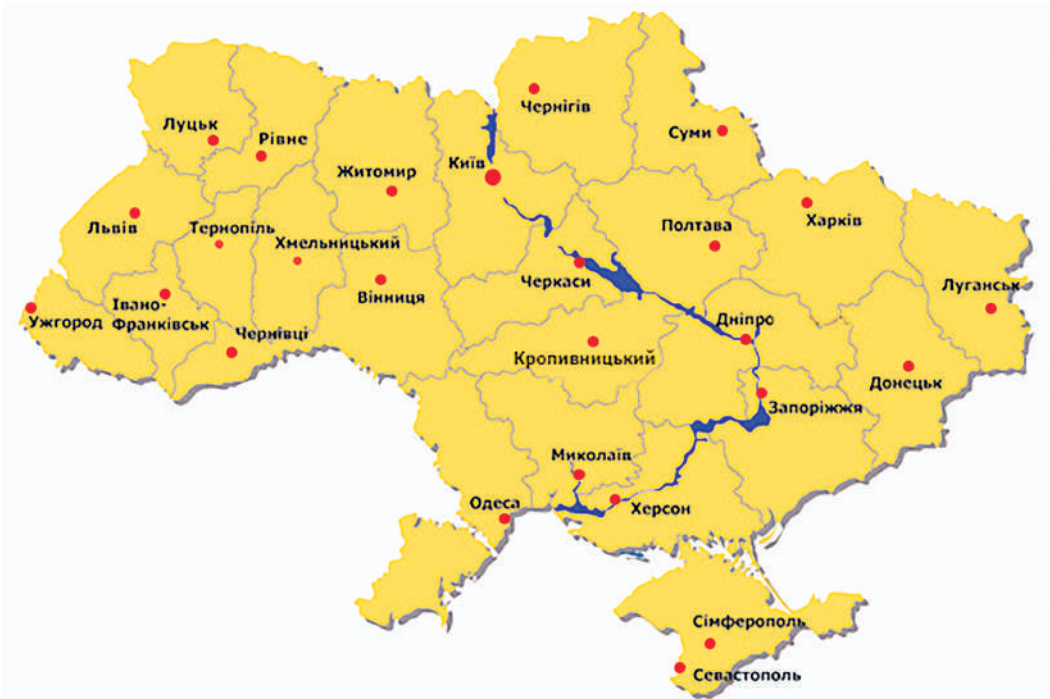 Чернігів
Луцьк
Суми
Рівне
Київ
Житомир
Харків
Львів
Тернопіль
Полтава
Хмельницький
Черкаси
Луганськ
Вінниця
Івано-
Франківськ
Ужгород
Дніпро
Чернівці
Кропивницький
Донецьк
Запоріжжя
Миколаїв
Одеса
Херсон
Сімферополь
Севастополь